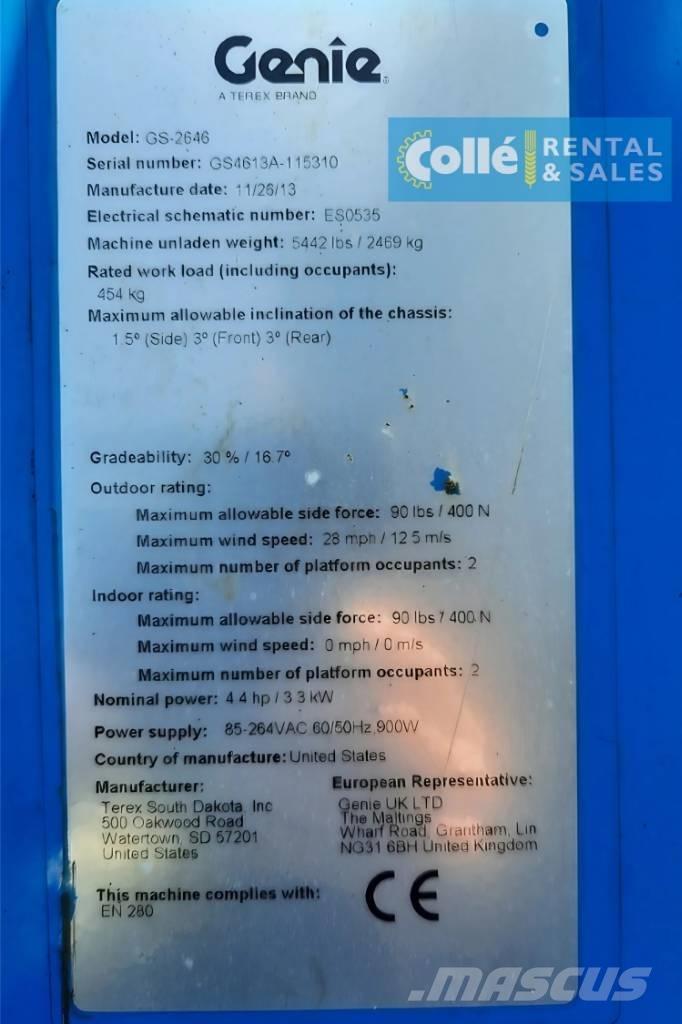 Genie
A TEREX BRAND
Collé RENTAL & SALES
Model: GS-2646
Serial number: GS4613A-115310
Manufacture date: 11/26/13
Electrical schematic number: ES0535
Machine unladen weight: 5442 lbs / 2469 kg
Rated work load (including occupants):
454 kg
Maximum allowable inclination of the chassis:
1.5º (Side) 3º (Front) 3º (Rear)
Gradeability: 30 % / 16.7º
Outdoor rating:
Maximum allowable side force: 90 lbs / 400 N
Maximum wind speed: 28 mph / 12.5 m/s
Maximum number of platform occupants: 2
Indoor rating:
Maximum allowable side force: 90 lbs / 400 N
Maximum wind speed: 0 mph / 0 m/s
Maximum number of platform occupants: 2
Nominal power: 4.4 hp / 3.3 kW
Power supply: 85-264VAC 60/50Hz,900W
Country of manufacture: United States
Manufacturer:
Terex South Dakota, Inc
500 Oakwood Road
Watertown, SD 57201
United States
European Representative:
Genie UK LTD
The Maltings
Wharf Road, Grantham, Lin
NG31 6BH United Kingdom
This machine complies with:
EN 280
CE
MASCUS